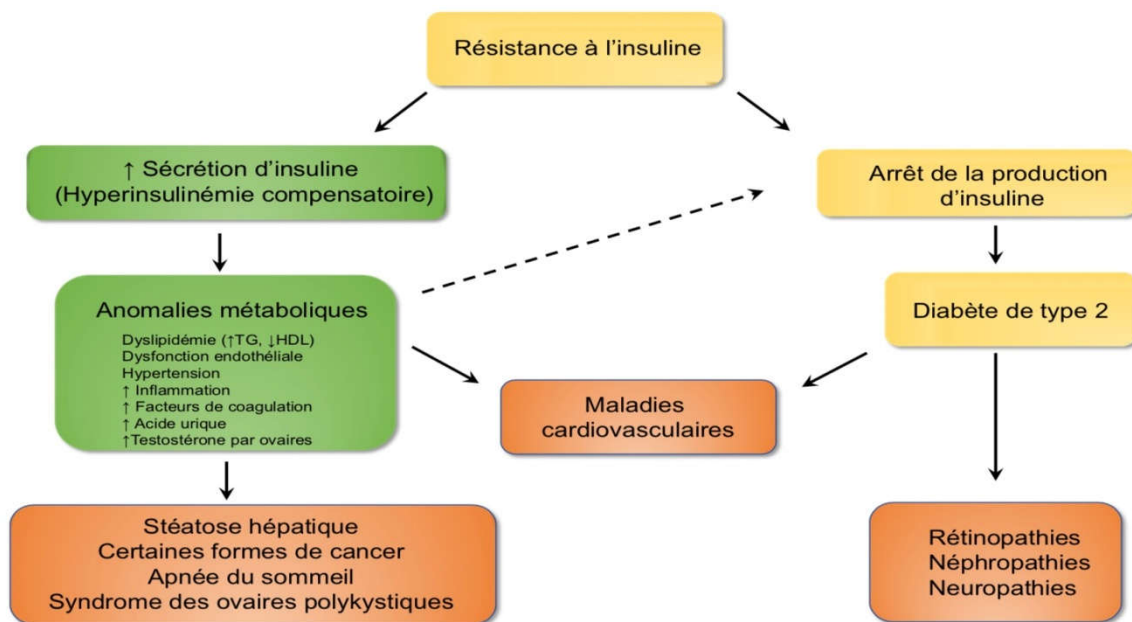 Résistance à l'insuline
↑ Sécrétion d'insuline
(Hyperinsulinémie compensatoire)
Arrêt de la production
d'insuline
Anomalies métaboliques
Dyslipidémie (↑TG, ↓HDL)
Dysfonction endothéliale
Hypertension
↑ Inflammation
↑ Facteurs de coagulation
↑ Acide urique
↑Testostérone par ovaires
Diabète de type 2
Maladies
cardiovasculaires
Stéatose hépatique
Certaines formes de cancer
Apnée du sommeil
Syndrome des ovaires polykystiques
Rétinopathies
Néphropathies
Neuropathies